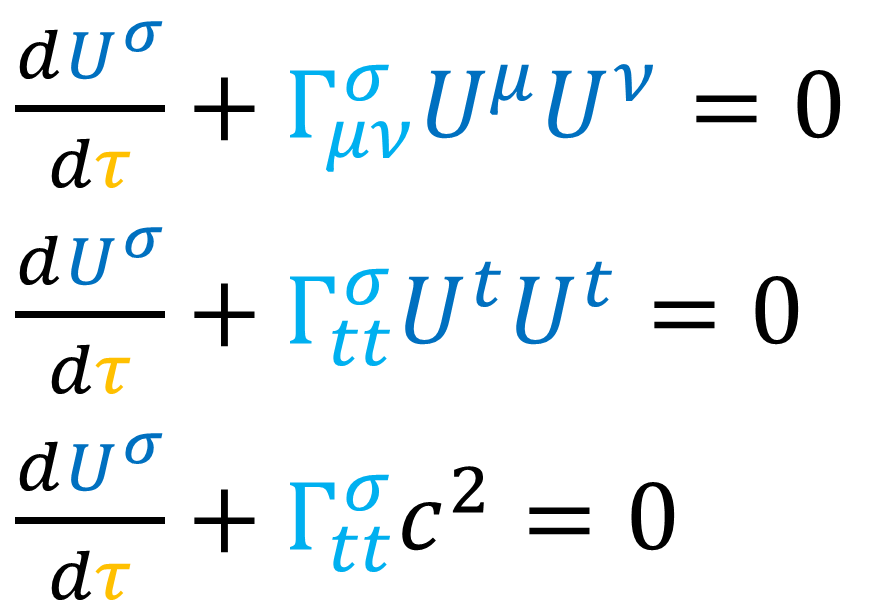 dU^σ/dτ + Γ^σ_μν U^μ U^ν = 0
dU^σ/dτ + Γ^σ_tt U^t U^t = 0
dU^σ/dτ + Γ^σ_tt c^2 = 0